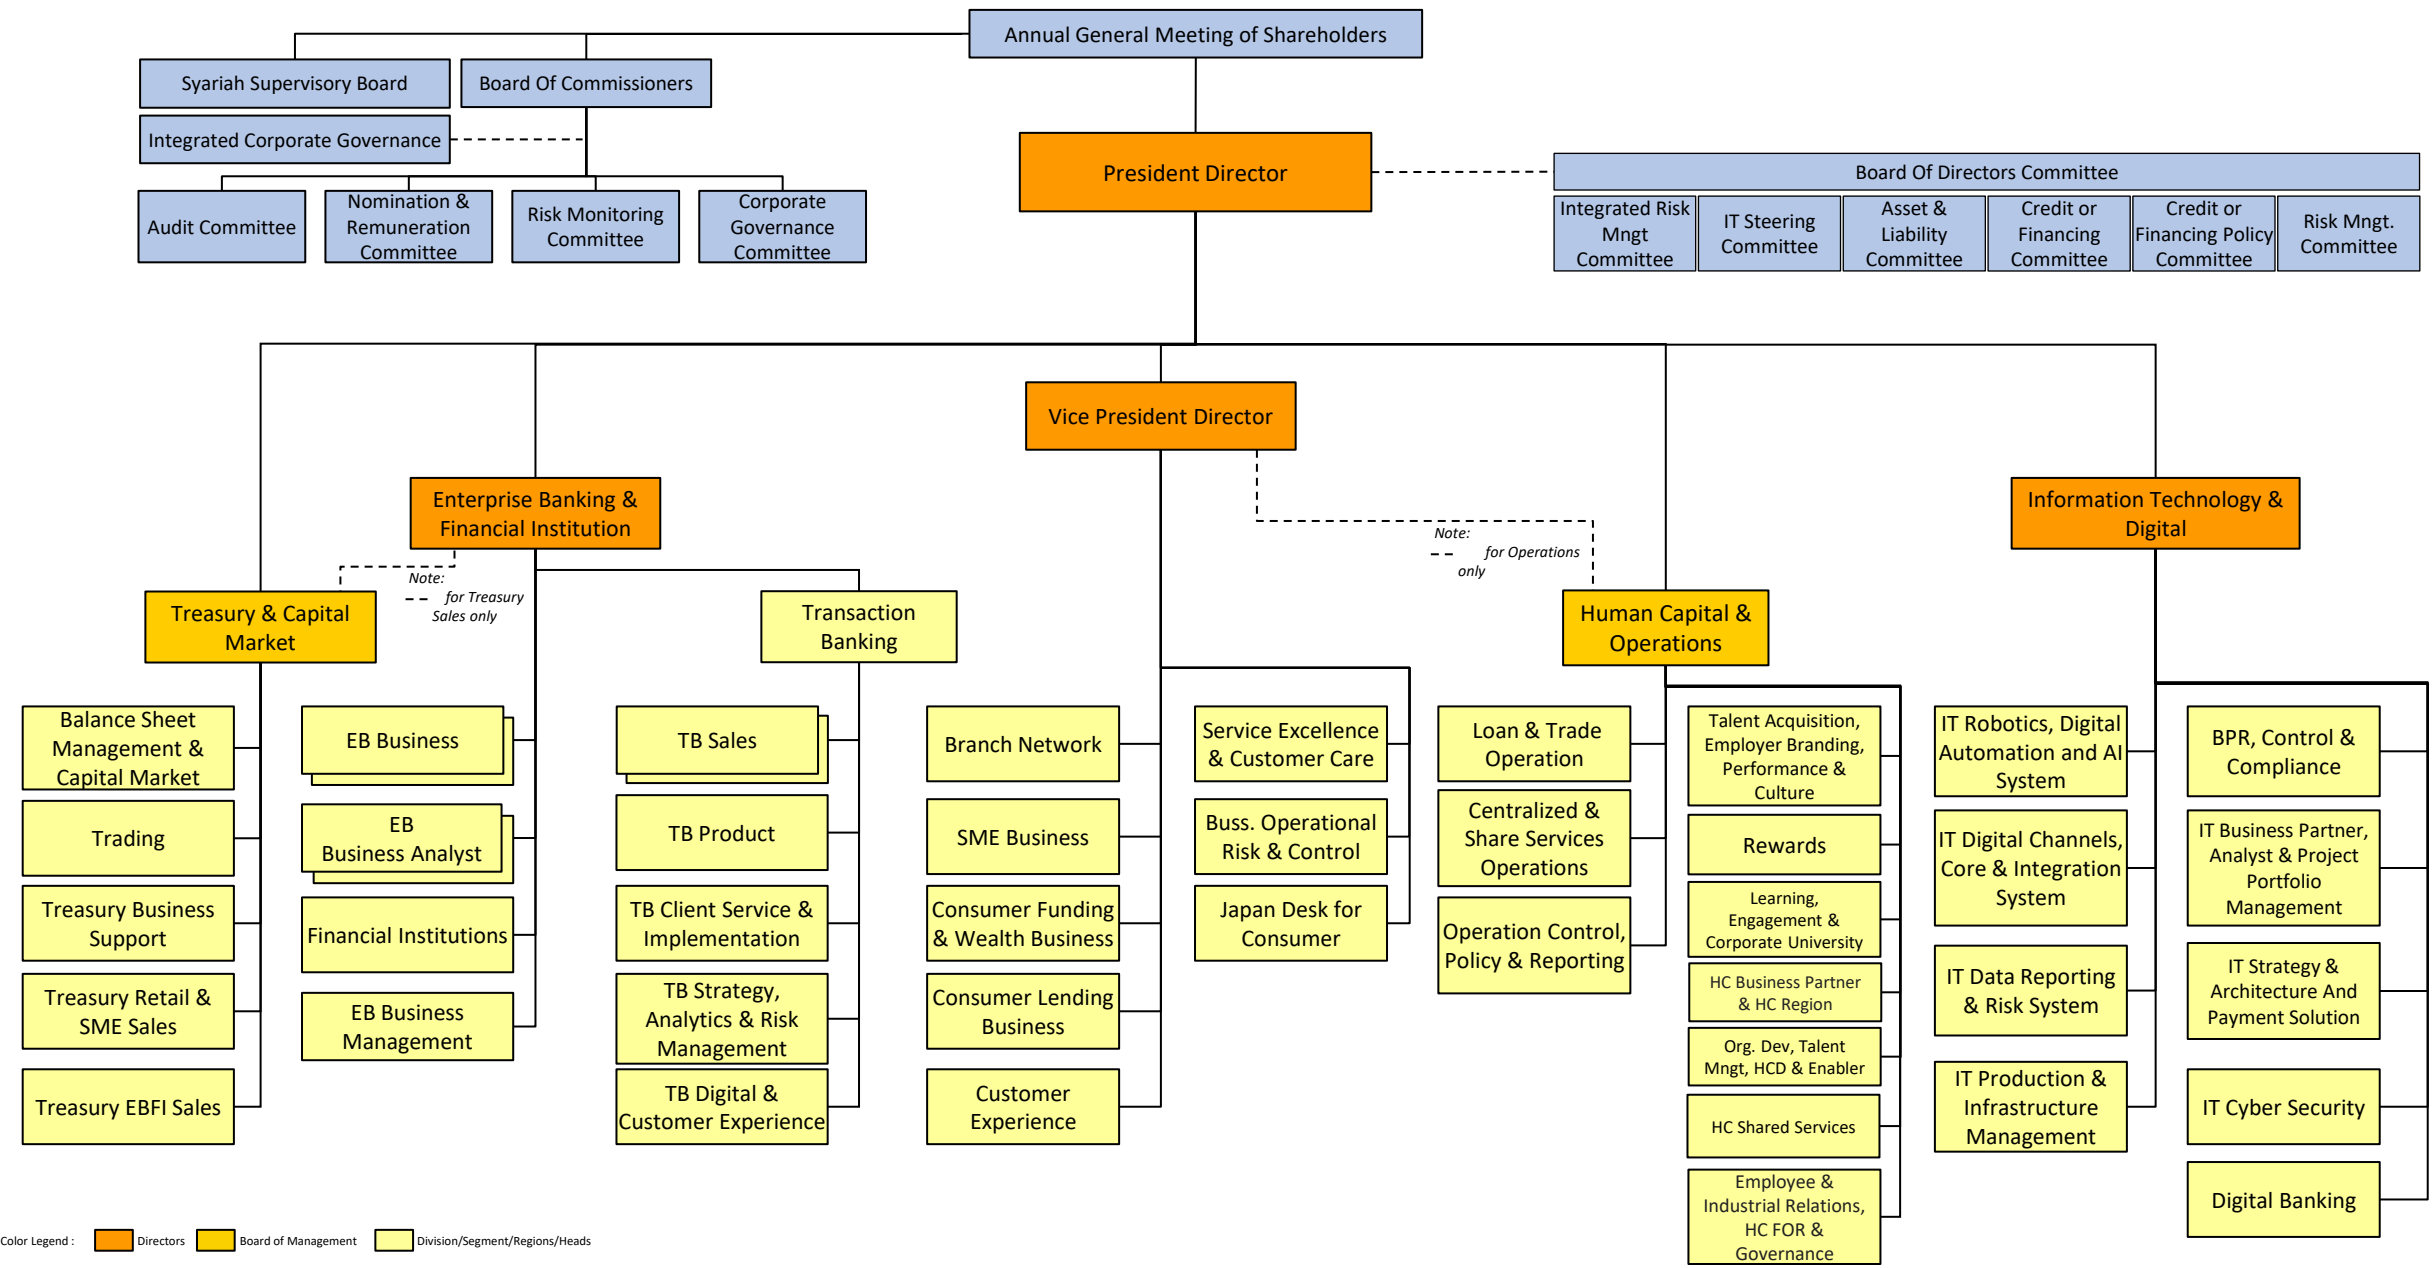 Annual General Meeting of Shareholders
Syariah Supervisory Board
Board Of Commissioners
Integrated Corporate Governance
Audit Committee
Nomination &
Remuneration
Committee
Risk Monitoring
Committee
Corporate
Governance
Committee
President Director
Board Of Directors Committee
Integrated Risk
Mngt
Committee
IT Steering
Committee
Asset &
Liability
Committee
Credit or
Financing
Committee
Credit or
Financing Policy
Committee
Risk Mngt.
Committee
Vice President Director
Enterprise Banking &
Financial Institution
Information Technology &
Digital
Note:
for Treasury
Sales only
Note:
for Operations
only
Treasury & Capital
Market
Transaction
Banking
Human Capital &
Operations
Balance Sheet
Management &
Capital Market
Trading
Treasury Business
Support
Treasury Retail &
SME Sales
Treasury EBFI Sales
EB Business
EB
Business Analyst
Financial Institutions
EB Business
Management
TB Sales
TB Product
TB Client Service &
Implementation
TB Strategy,
Analytics & Risk
Management
TB Digital &
Customer Experience
Branch Network
SME Business
Consumer Funding
& Wealth Business
Consumer Lending
Business
Customer
Experience
Service Excellence
& Customer Care
Buss. Operational
Risk & Control
Japan Desk for
Consumer
Loan & Trade
Operation
Centralized &
Share Services
Operations
Operation Control,
Policy & Reporting
Talent Acquisition,
Employer Branding,
Performance &
Culture
Rewards
Learning,
Engagement &
Corporate University
HC Business Partner
& HC Region
Org. Dev, Talent
Mngt, HCD & Enabler
HC Shared Services
Employee &
Industrial Relations,
HC FOR &
Governance
IT Robotics, Digital
Automation and AI
System
IT Digital Channels,
Core & Integration
System
IT Data Reporting
& Risk System
IT Production &
Infrastructure
Management
BPR, Control &
Compliance
IT Business Partner,
Analyst & Project
Portfolio
Management
IT Strategy &
Architecture And
Payment Solution
IT Cyber Security
Digital Banking
Color Legend :
Directors
Board of Management
Division/Segment/Regions/Heads